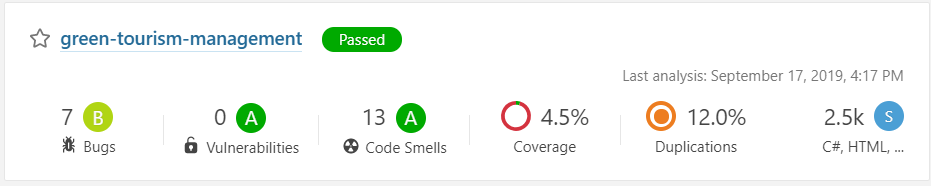 green-tourism-management Passed
Last analysis: September 17, 2019, 4:17 PM
7 B 0 A 13 A 4.5% 12.0% 2.5k S
Bugs Vulnerabilities Code Smells Coverage Duplications C#, HTML, ...